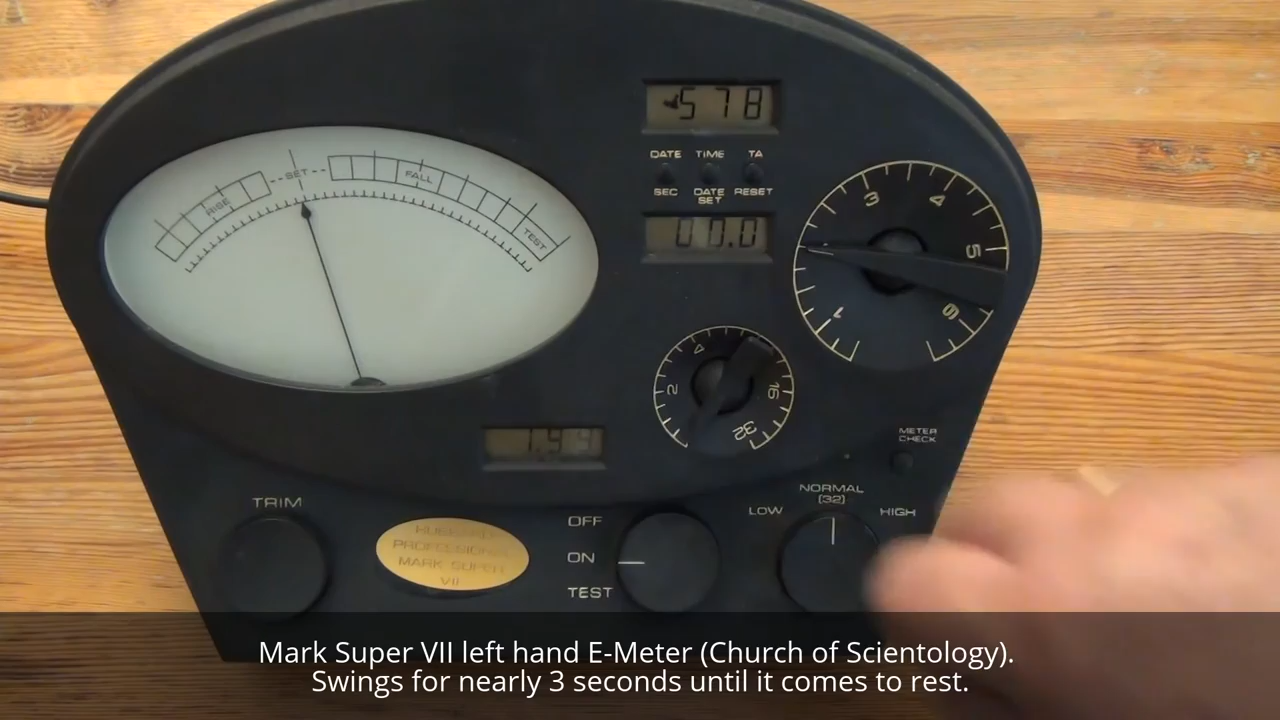 578
DATE TIME TA
SEC DATE SET RESET
00.0
RISE --SET-- FALL TEST
1 2 3 4 5 6
2 4 16 32
1.99
METER
CHECK
TRIM
HUBBARD
PROFESSIONAL
MARK SUPER
VII
OFF
ON
TEST
NORMAL
(32)
LOW HIGH
Mark Super VII left hand E-Meter (Church of Scientology).
Swings for nearly 3 seconds until it comes to rest.